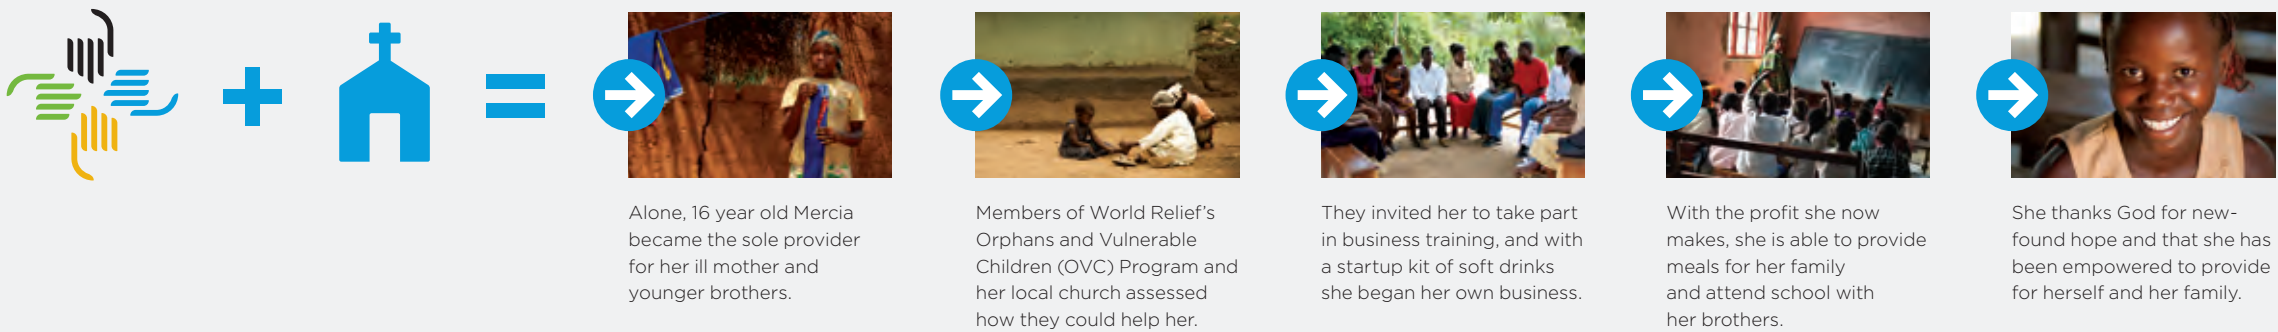 Alone, 16 year old Mercia
became the sole provider
for her ill mother and
younger brothers.
Members of World Relief's
Orphans and Vulnerable
Children (OVC) Program and
her local church assessed
how they could help her.
They invited her to take part
in business training, and with
a startup kit of soft drinks
she began her own business.
With the profit she now
makes, she is able to provide
meals for her family
and attend school with
her brothers.
She thanks God for new-
found hope and that she has
been empowered to provide
for herself and her family.